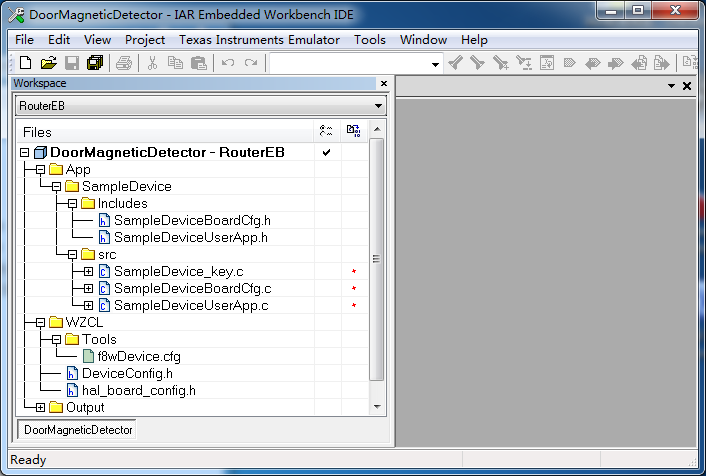 DoorMagneticDetector - IAR Embedded Workbench IDE
File Edit View Project Texas Instruments Emulator Tools Window Help
Workspace
RouterEB
Files
DoorMagneticDetector - RouterEB
App
SampleDevice
Includes
SampleDeviceBoardCfg.h
SampleDeviceUserApp.h
src
SampleDevice_key.c
SampleDeviceBoardCfg.c
SampleDeviceUserApp.c
WZCL
Tools
f8wDevice.cfg
DeviceConfig.h
hal_board_config.h
Output
DoorMagneticDetector
Ready